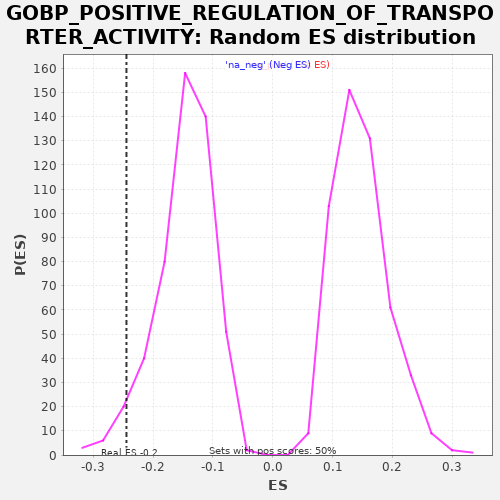 GOBP_POSITIVE_REGULATION_OF_TRANSPO
RTER_ACTIVITY: Random ES distribution
'na_neg' (Neg ES) ES)
160
150
140
130
120
110
100
90
80
70
60
50
40
30
20
10
0
P(ES)
Real ES -0.2
Sets with pos scores: 50%
-0.3 -0.2 -0.1 0.0 0.1 0.2 0.3
ES